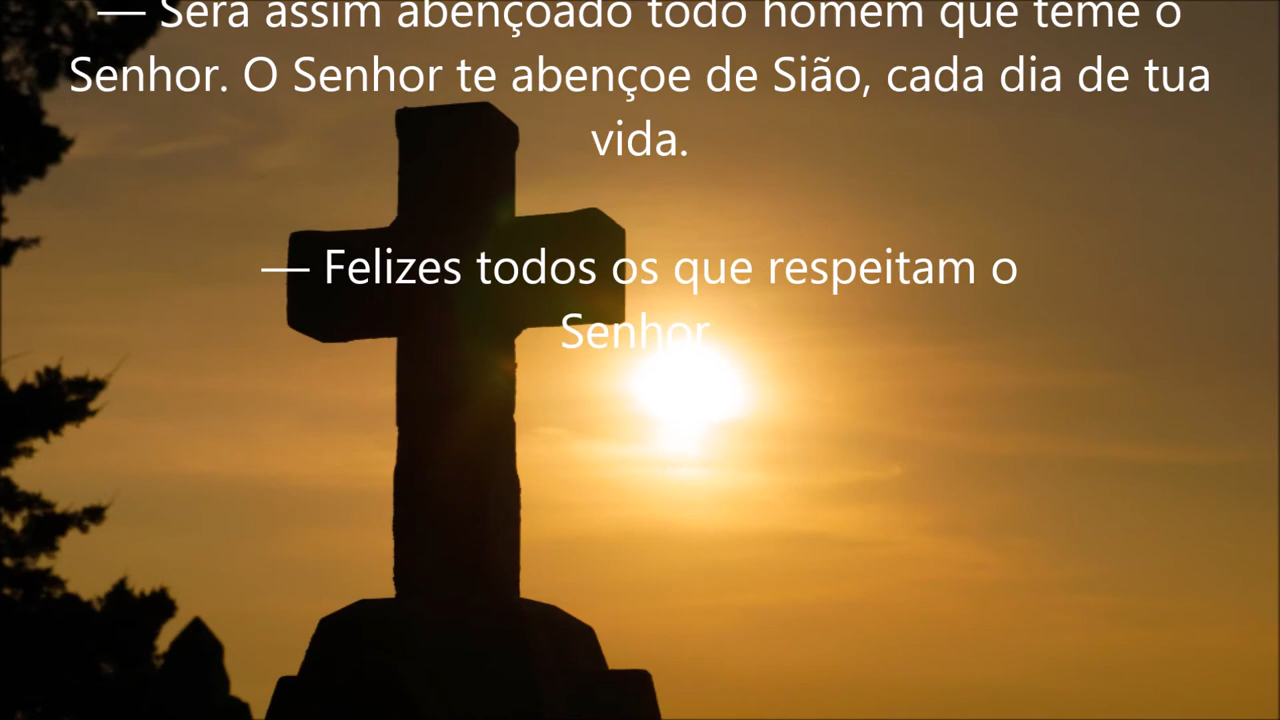 — Será assim abençoado todo homem que teme o
Senhor. O Senhor te abençoe de Sião, cada dia de tua
vida.
— Felizes todos os que respeitam o
Senhor